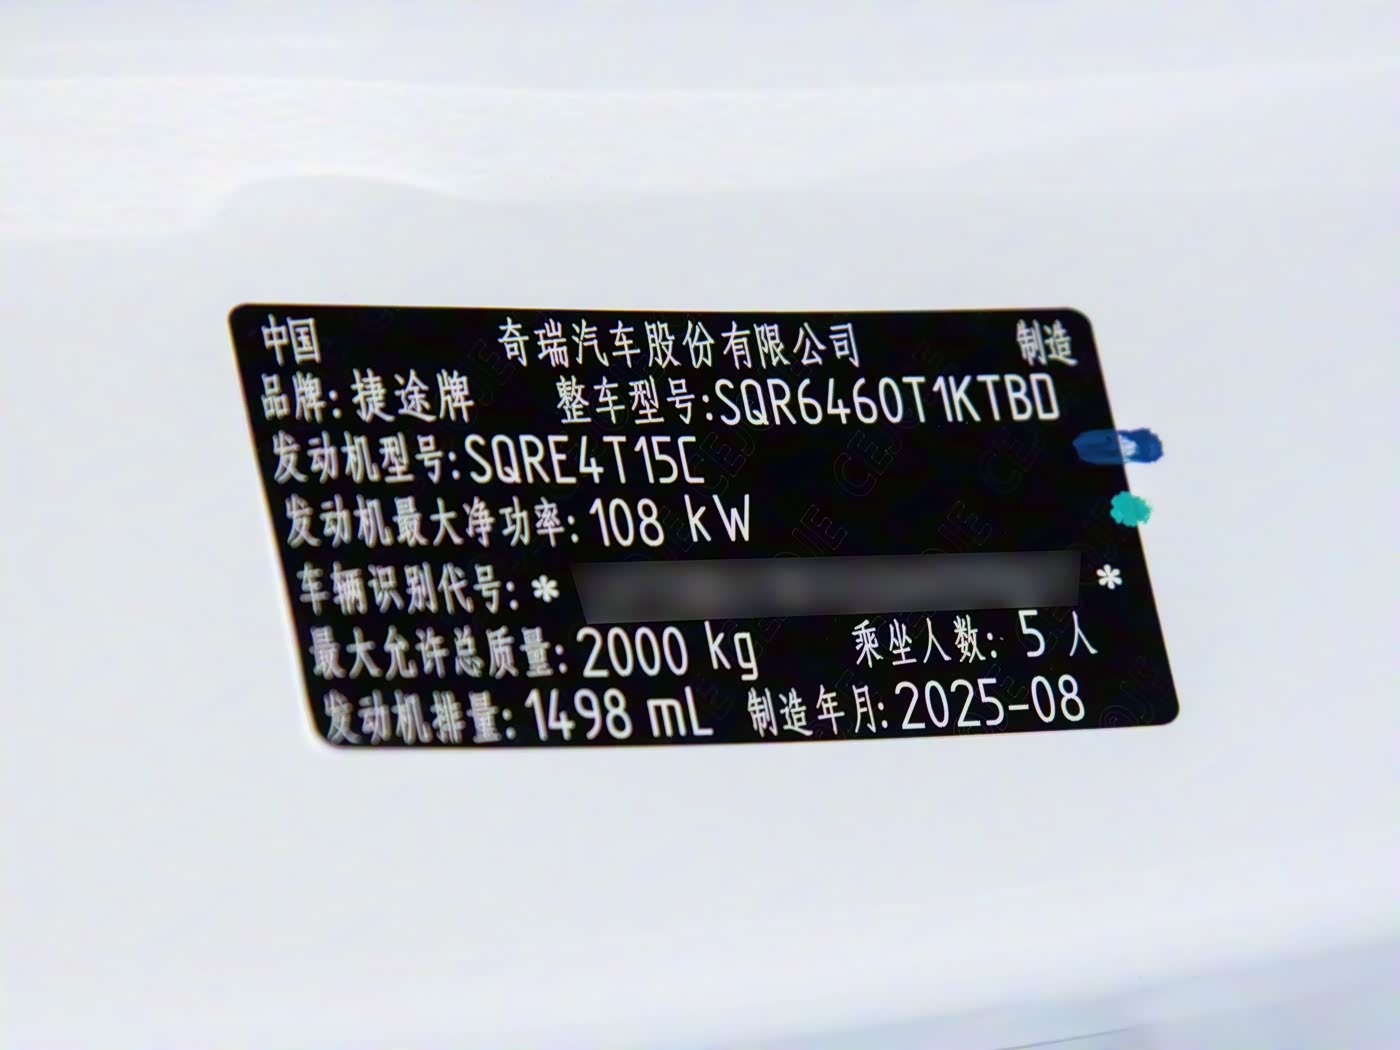 中国 奇瑞汽车股份有限公司 制造
品牌:捷途牌 整车型号:SQR6460T1KTBD
发动机型号:SQRE4T15C
发动机最大净功率:108 kW
车辆识别代号:* *
最大允许总质量:2000 kg 乘坐人数:5人
发动机排量:1498 mL 制造年月:2025-08